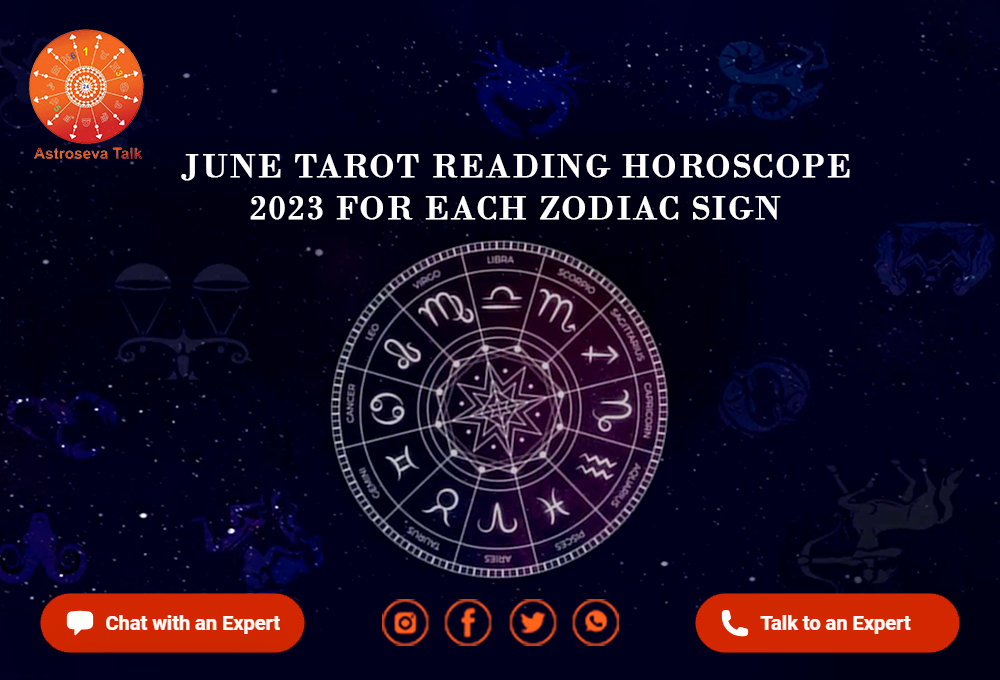 Astroseva Talk
JUNE TAROT READING HOROSCOPE
2023 FOR EACH ZODIAC SIGN
LIBRA
VIRGO
SCORPIO
LEO
SAGITTARIUS
CANCER
CAPRICORN
GEMINI
AQUARIUS
TAURUS
PISCES
ARIES
Chat with an Expert
Talk to an Expert